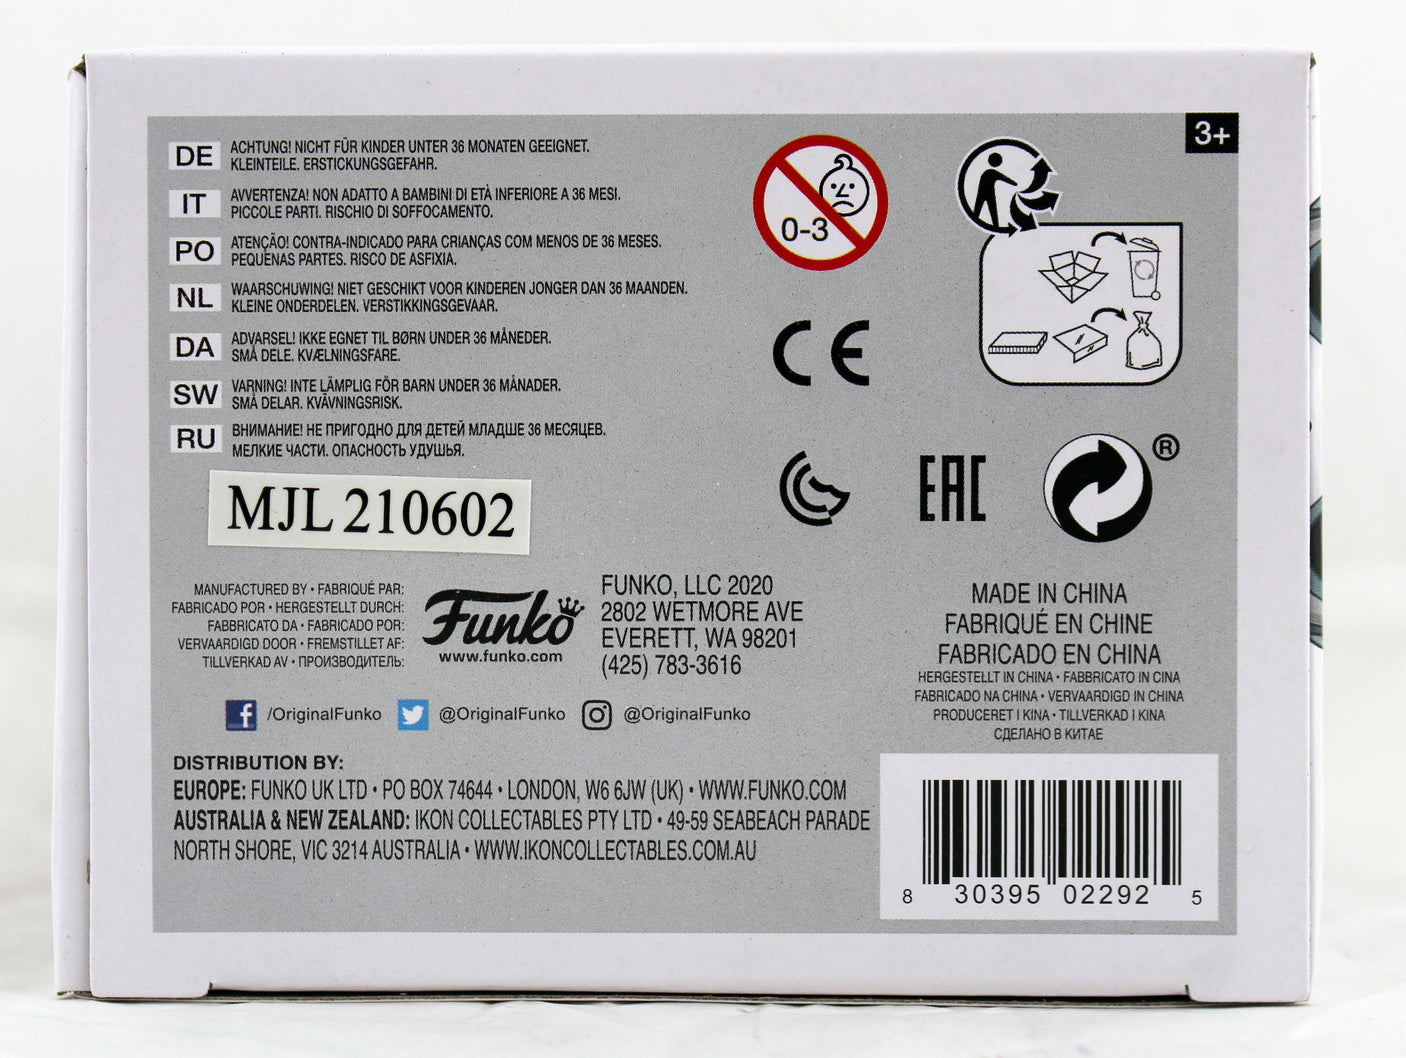 3+
DE
ACHTUNG! NICHT FÜR KINDER UNTER 36 MONATEN GEEIGNET.
KLEINTEILE. ERSTICKUNGSGEFAHR.
IT
AVVERTENZA! NON ADATTO A BAMBINI DI ETÀ INFERIORE A 36 MESI.
PICCOLE PARTI. RISCHIO DI SOFFOCAMENTO.
PO
ATENÇÃO! CONTRA-INDICADO PARA CRIANÇAS COM MENOS DE 36 MESES.
PEQUENAS PARTES. RISCO DE ASFIXIA.
NL
WAARSCHUWING! NIET GESCHIKT VOOR KINDEREN JONGER DAN 36 MAANDEN.
KLEINE ONDERDELEN. VERSTIKKINGSGEVAAR.
DA
ADVARSEL! IKKE EGNET TIL BØRN UNDER 36 MÅNEDER.
SMÅ DELE. KVÆLNINGSFARE.
SW
VARNING! INTE LÄMPLIG FÖR BARN UNDER 36 MÅNADER.
SMÅ DELAR. KVÄVNINGSRISK.
RU
ВНИМАНИЕ! НЕ ПРИГОДНО ДЛЯ ДЕТЕЙ МЛАДШЕ 36 МЕСЯЦЕВ.
МЕЛКИЕ ЧАСТИ. ОПАСНОСТЬ УДУШЬЯ.
0-3
CE
EAC
®
MJL 210602
MANUFACTURED BY • FABRIQUÉ PAR:
FABRICADO POR • HERGESTELLT DURCH:
FABBRICATO DA • FABRICADO POR:
VERVAARDIGD DOOR • FREMSTILLET AF:
TILLVERKAD AV • ПРОИЗВОДИТЕЛЬ:
Funko
www.funko.com
FUNKO, LLC 2020
2802 WETMORE AVE
EVERETT, WA 98201
(425) 783-3616
MADE IN CHINA
FABRIQUÉ EN CHINE
FABRICADO EN CHINA
HERGESTELLT IN CHINA • FABBRICATO IN CINA
FABRICADO NA CHINA • VERVAARDIGD IN CHINA
PRODUCERET I KINA • TILLVERKAD I KINA
СДЕЛАНО В КИТАЕ
f /OriginalFunko @OriginalFunko @OriginalFunko
DISTRIBUTION BY:
EUROPE: FUNKO UK LTD • PO BOX 74644 • LONDON, W6 6JW (UK) • WWW.FUNKO.COM
AUSTRALIA & NEW ZEALAND: IKON COLLECTABLES PTY LTD • 49-59 SEABEACH PARADE
NORTH SHORE, VIC 3214 AUSTRALIA • WWW.IKONCOLLECTABLES.COM.AU
8 30395 02292 5